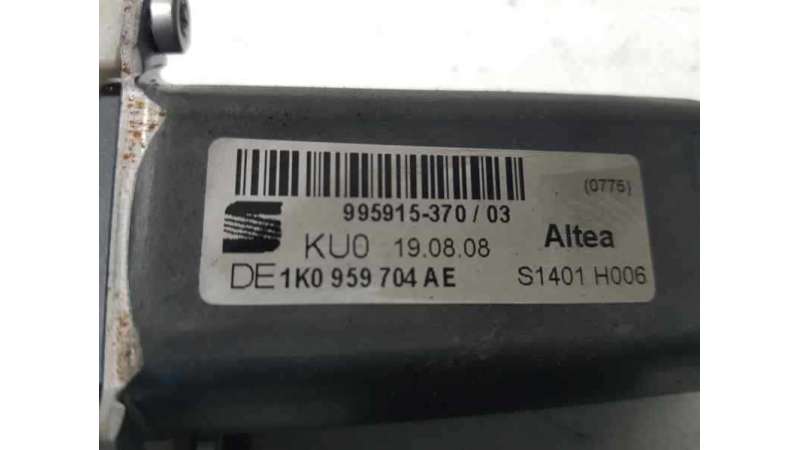 (0775)
995915-370 / 03
KU0 19.08.08 Altea
DE 1K0 959 704 AE S1401 H006